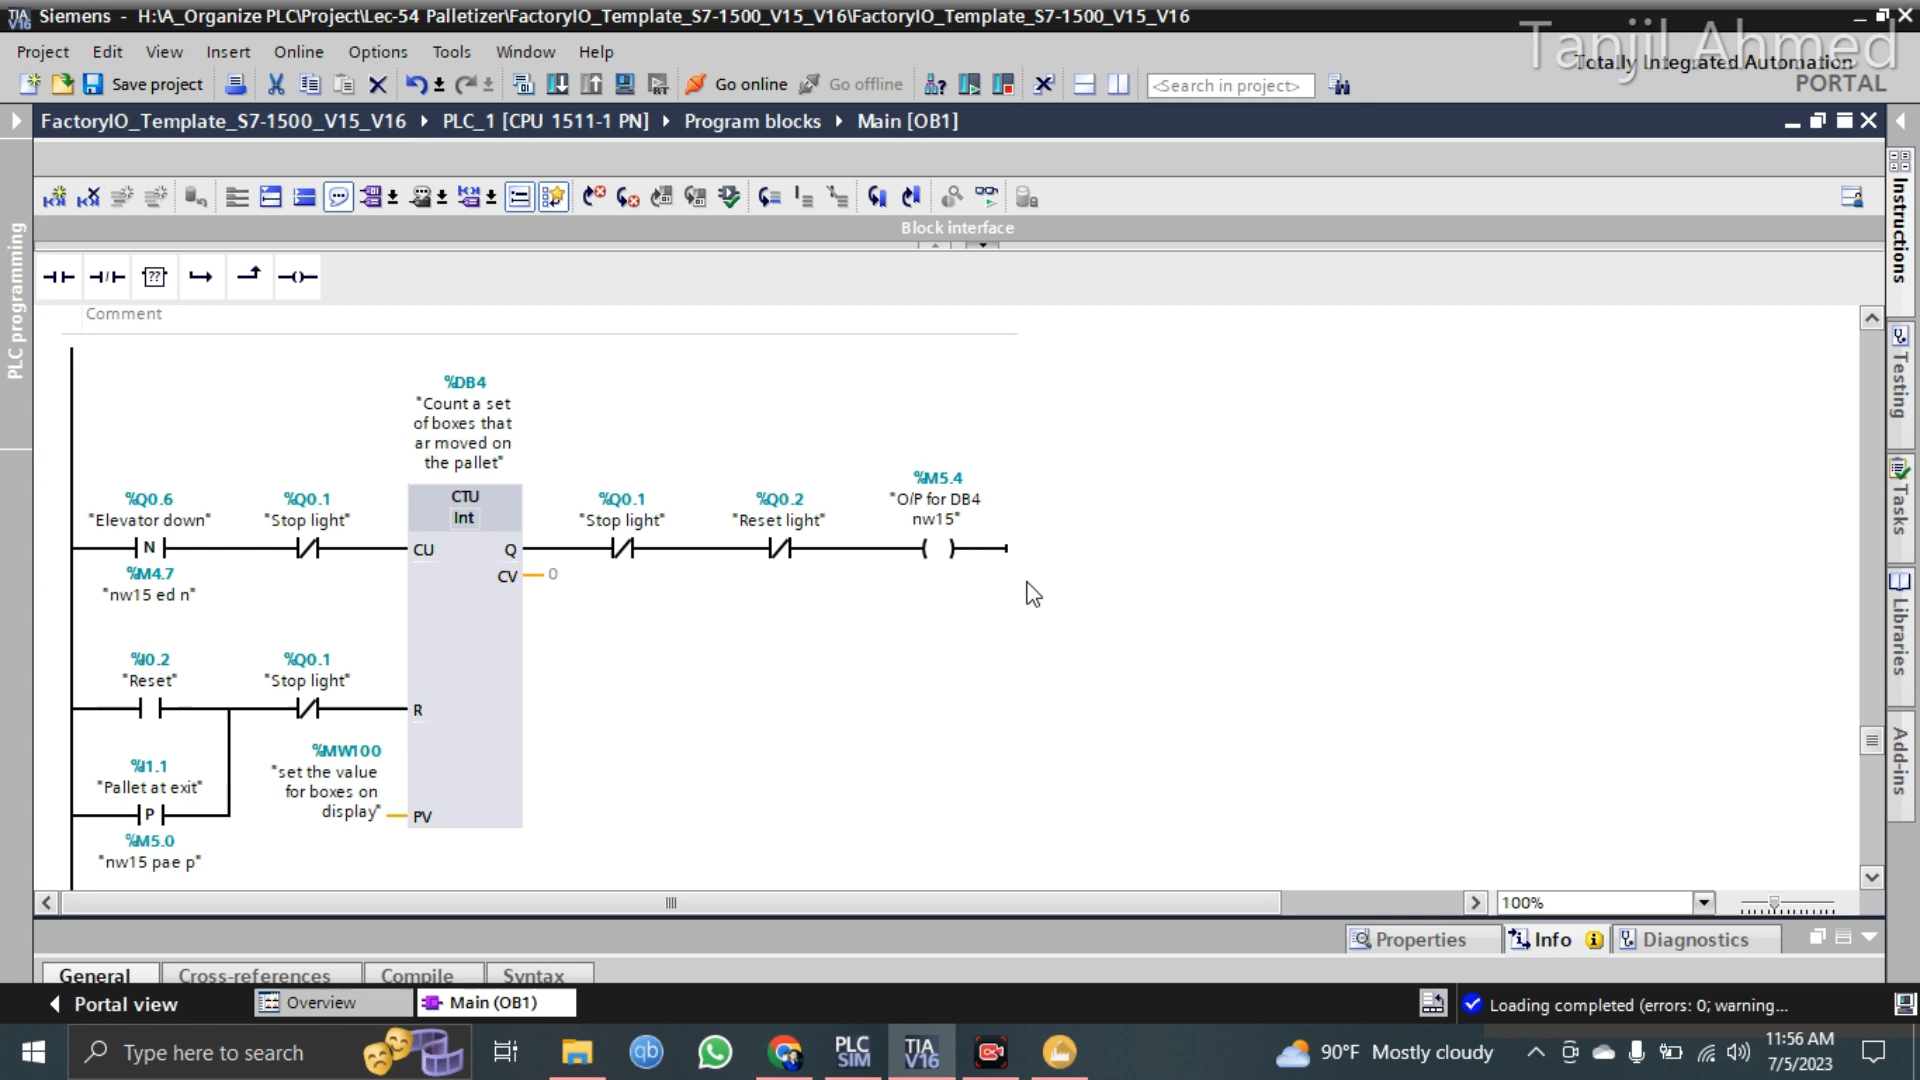 Siemens - H:\A_Organize PLC\Project\Lec-54 Palletizer\FactoryIO_Template_S7-1500_V15_V16\FactoryIO_Template_S7-1500_V15_V16
Tanjil Ahmed
Project Edit View Insert Online Options Tools Window Help
Totally Integrated Automation
PORTAL
Save project
Go online
Go offline
<Search in project>
FactoryIO_Template_S7-1500_V15_V16 PLC_1 [CPU 1511-1 PN] Program blocks Main [OB1]
Block interface
PLC programming
Instructions
Testing
Tasks
Libraries
Add-ins
??
Comment
%DB4
"Count a set
of boxes that
ar moved on
the pallet"
CTU
Int
%Q0.6
"Elevator down"
N
%M4.7
"nw15 ed n"
%Q0.1
"Stop light"
CU
Q
CV
0
%Q0.1
"Stop light"
%Q0.2
"Reset light"
%M5.4
"O/P for DB4
nw15"
%I0.2
"Reset"
%Q0.1
"Stop light"
R
%I1.1
"Pallet at exit"
P
%M5.0
"nw15 pae p"
%MW100
"set the value
for boxes on
display"
PV
100%
Properties
Info
Diagnostics
General
Cross-references
Compile
Syntax
Portal view
Overview
Main (OB1)
Loading completed (errors: 0; warning...
Type here to search
qb
PLC
SIM
TIA
V16
90°F Mostly cloudy
11:56 AM
7/5/2023